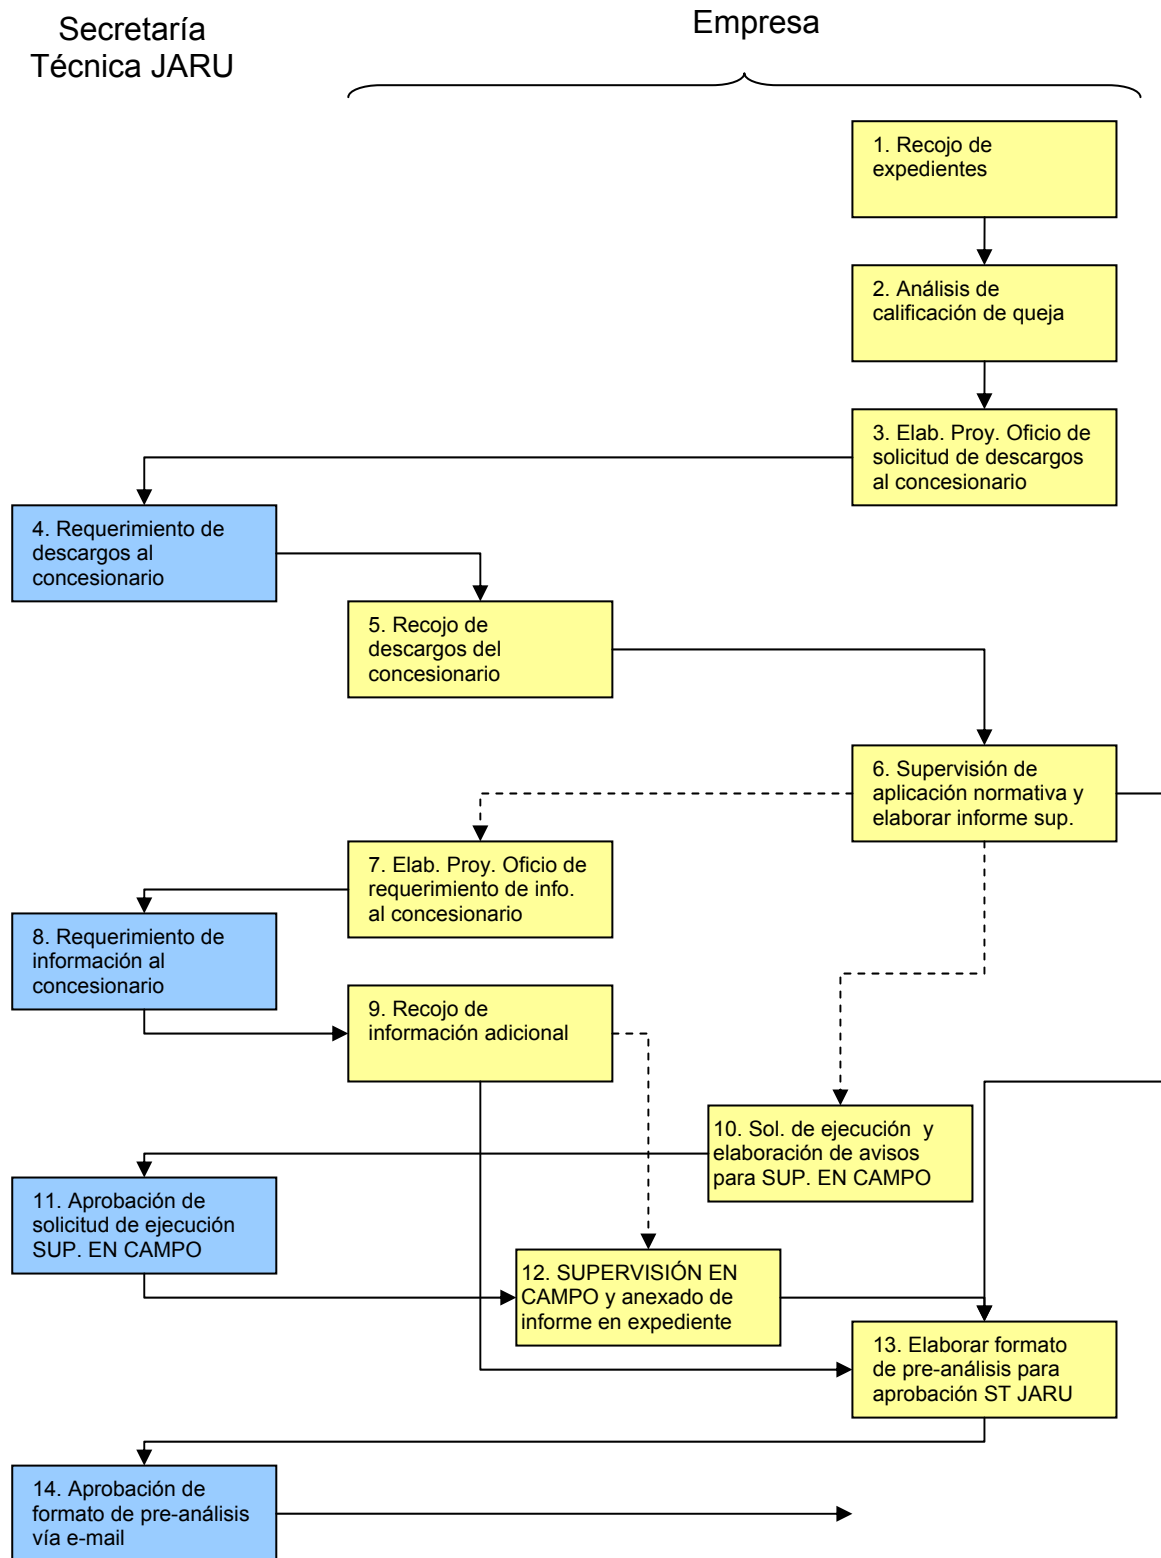 Secretaría
Técnica JARU
Empresa
1. Recojo de
expedientes
2. Análisis de
calificación de queja
3. Elab. Proy. Oficio de
solicitud de descargos
al concesionario
4. Requerimiento de
descargos al
concesionario
5. Recojo de
descargos del
concesionario
6. Supervisión de
aplicación normativa y
elaborar informe sup.
7. Elab. Proy. Oficio de
requerimiento de info.
al concesionario
8. Requerimiento de
información al
concesionario
9. Recojo de
información adicional
10. Sol. de ejecución y
elaboración de avisos
para SUP. EN CAMPO
11. Aprobación de
solicitud de ejecución
SUP. EN CAMPO
12. SUPERVISIÓN EN
CAMPO y anexado de
informe en expediente
13. Elaborar formato
de pre-análisis para
aprobación ST JARU
14. Aprobación de
formato de pre-análisis
vía e-mail